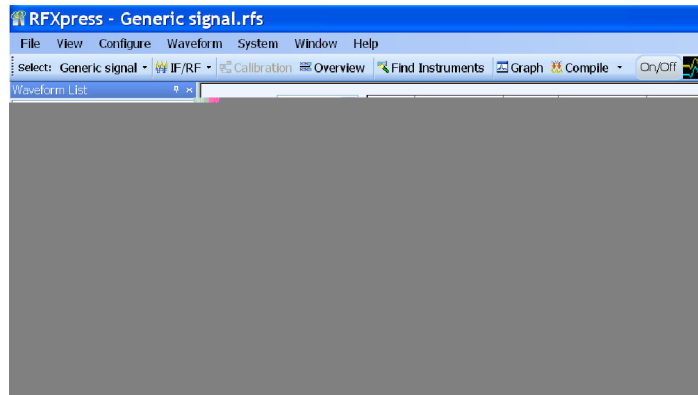 RFXpress - Generic signal.rfs
File View Configure Waveform System Window Help
Select: Generic signal IF/RF Calibration Overview Find Instruments Graph Compile On/Off
Waveform List